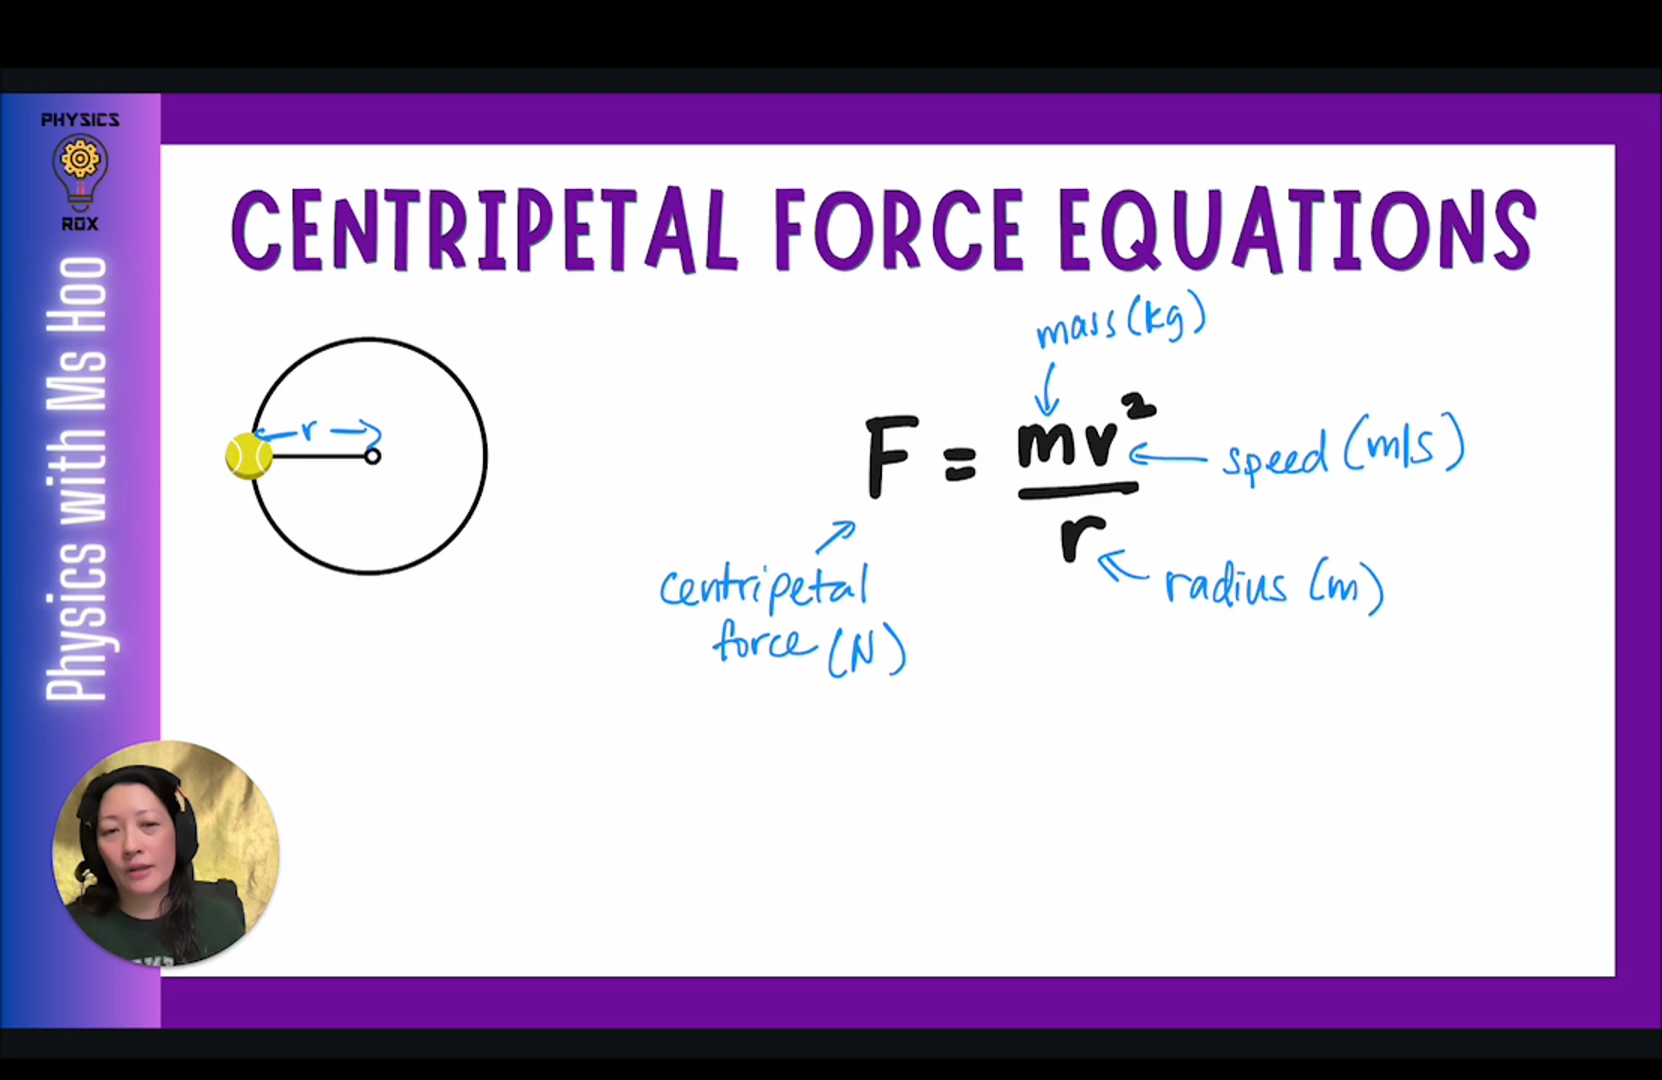 PHYSICS
ROX
Physics with Ms Hoo
CENTRIPETAL FORCE EQUATIONS
mass (kg)
r
F = mv²
r
speed (m/s)
centripetal
force (N)
radius (m)